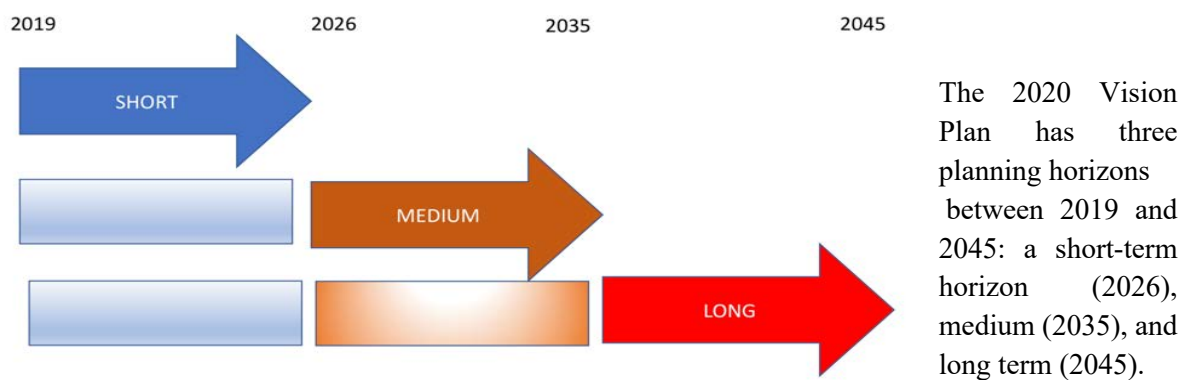 2019 2026 2035 2045
SHORT
MEDIUM
LONG
The 2020 Vision
Plan has three
planning horizons
between 2019 and
2045: a short-term
horizon (2026),
medium (2035), and
long term (2045).